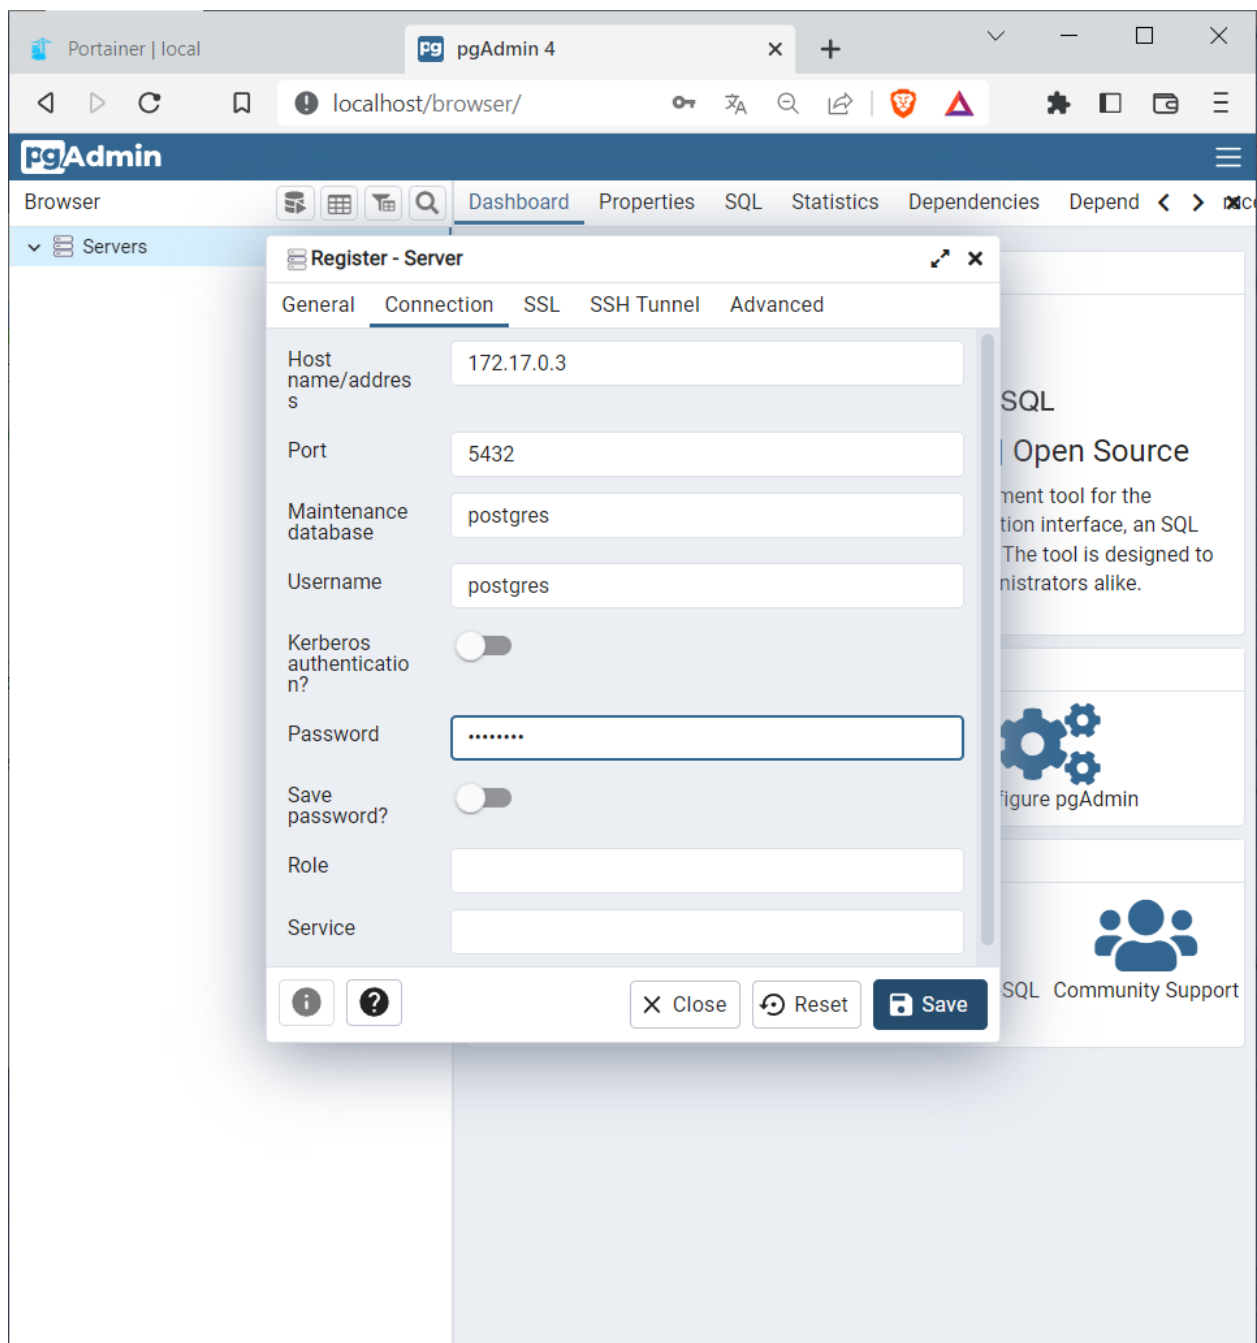 Portainer | local
pgAdmin 4
localhost/browser/
pgAdmin
Browser
Dashboard Properties SQL Statistics Dependencies Depend
Servers
Register - Server
General Connection SSL SSH Tunnel Advanced
Host
name/addres
s
172.17.0.3
SQL
Port
5432
Open Source
ment tool for the
Maintenance
database
postgres
tion interface, an SQL
The tool is designed to
Username
postgres
nistrators alike.
Kerberos
authenticatio
n?
Password
••••••••
Save
password?
figure pgAdmin
Role
Service
Close Reset Save
SQL Community Support